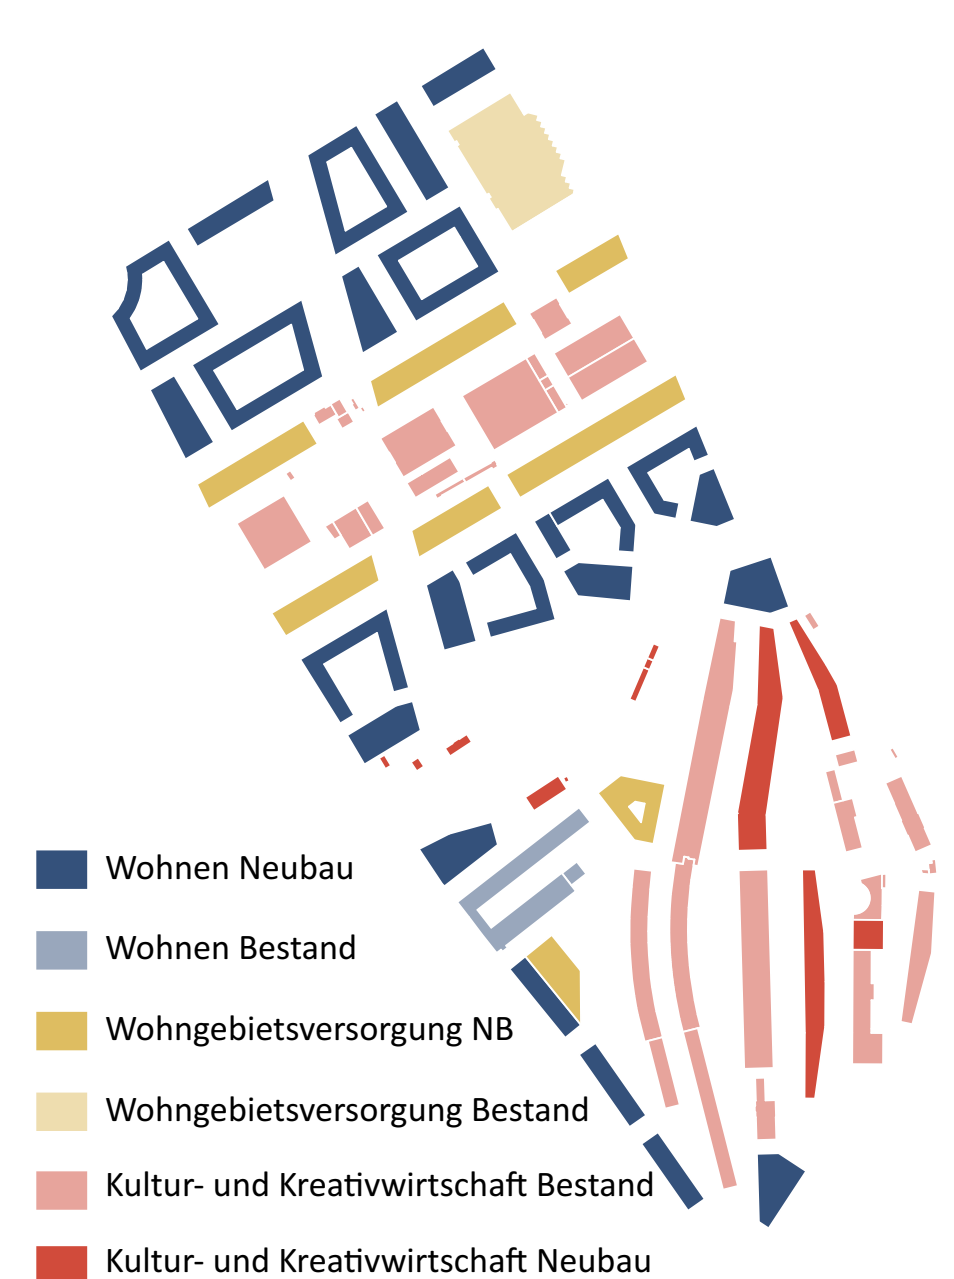 Wohnen Neubau
Wohnen Bestand
Wohngebietsversorgung NB
Wohngebietsversorgung Bestand
Kultur- und Kreativwirtschaft Bestand
Kultur- und Kreativwirtschaft Neubau